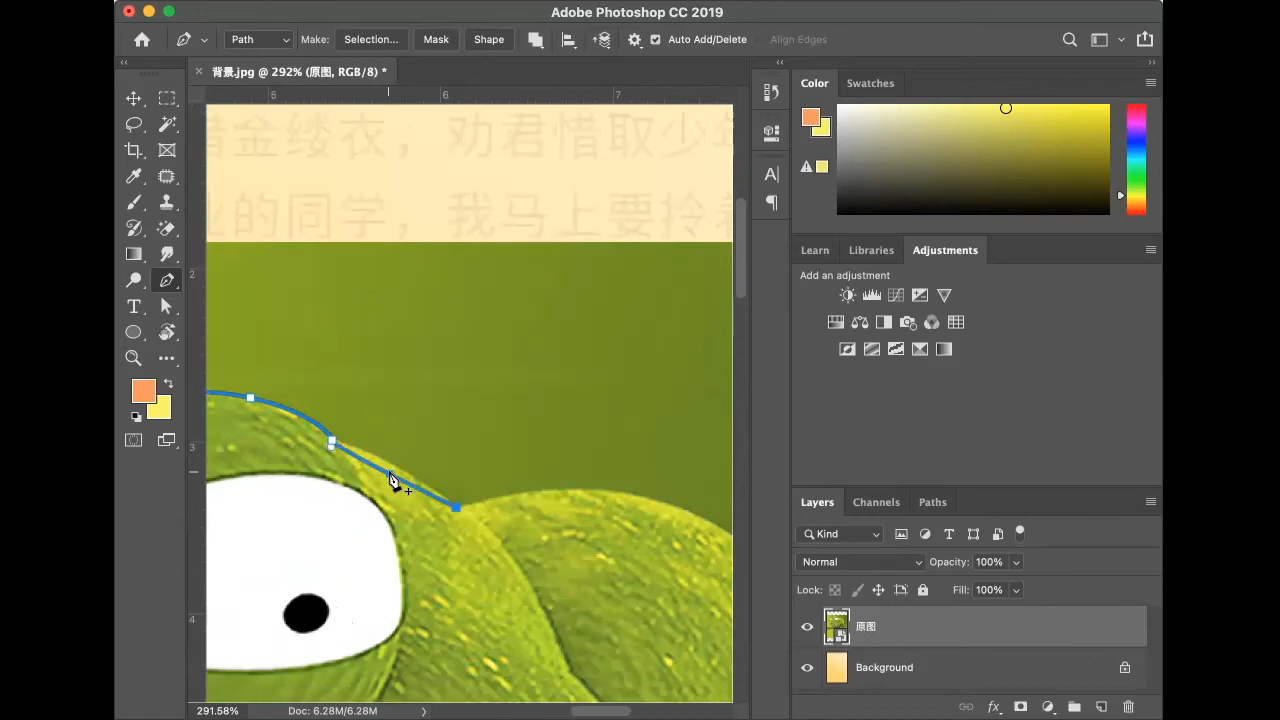 Adobe Photoshop CC 2019
Path Make: Selection... Mask Shape Auto Add/Delete Align Edges
背景.jpg @ 292% (原图, RGB/8) *
Color Swatches
5 6 7
惜金缕衣，劝君惜取少年
业的同学，我马上要拎着
2
3
4
Learn Libraries Adjustments
Add an adjustment
Layers Channels Paths
Kind
Normal Opacity: 100%
Lock: Fill: 100%
原图
Background
291.58% Doc: 6.28M/6.28M